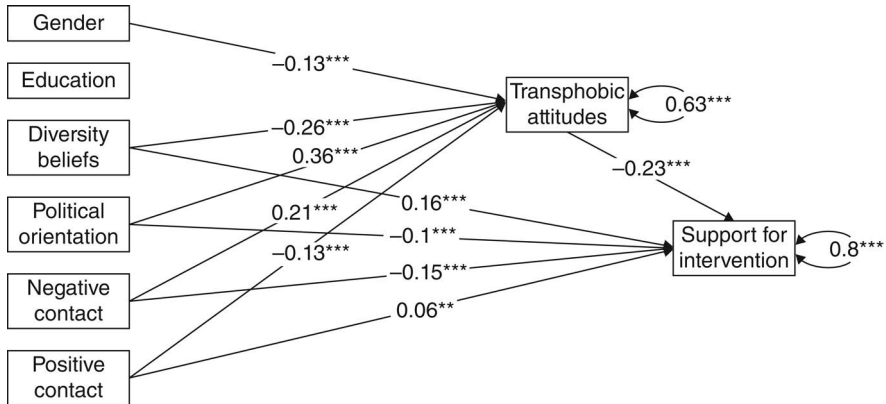 Gender
−0.13***
Education
Transphobic
attitudes
0.63***
Diversity
beliefs
−0.26***
0.36***
−0.23***
Political
orientation
0.21***
0.16***
−0.1***
−0.13***
Support for
intervention
0.8***
Negative
contact
−0.15***
0.06**
Positive
contact